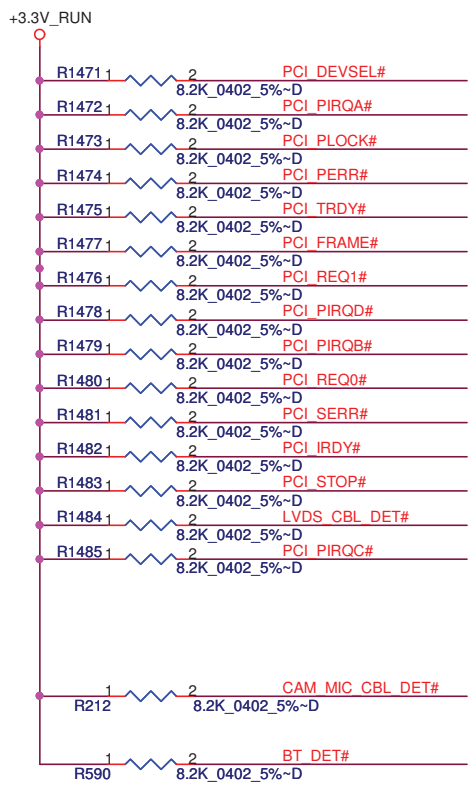 +3.3V_RUN
R1471 1 2 PCI_DEVSEL#
8.2K_0402_5%~D
R1472 1 2 PCI_PIRQA#
8.2K_0402_5%~D
R1473 1 2 PCI_PLOCK#
8.2K_0402_5%~D
R1474 1 2 PCI_PERR#
8.2K_0402_5%~D
R1475 1 2 PCI_TRDY#
8.2K_0402_5%~D
R1477 1 2 PCI_FRAME#
8.2K_0402_5%~D
R1476 1 2 PCI_REQ1#
8.2K_0402_5%~D
R1478 1 2 PCI_PIRQD#
8.2K_0402_5%~D
R1479 1 2 PCI_PIRQB#
8.2K_0402_5%~D
R1480 1 2 PCI_REQ0#
8.2K_0402_5%~D
R1481 1 2 PCI_SERR#
8.2K_0402_5%~D
R1482 1 2 PCI_IRDY#
8.2K_0402_5%~D
R1483 1 2 PCI_STOP#
8.2K_0402_5%~D
R1484 1 2 LVDS_CBL_DET#
8.2K_0402_5%~D
R1485 1 2 PCI_PIRQC#
8.2K_0402_5%~D
1 2 CAM_MIC_CBL_DET#
R212 8.2K_0402_5%~D
1 2 BT_DET#
R590 8.2K_0402_5%~D